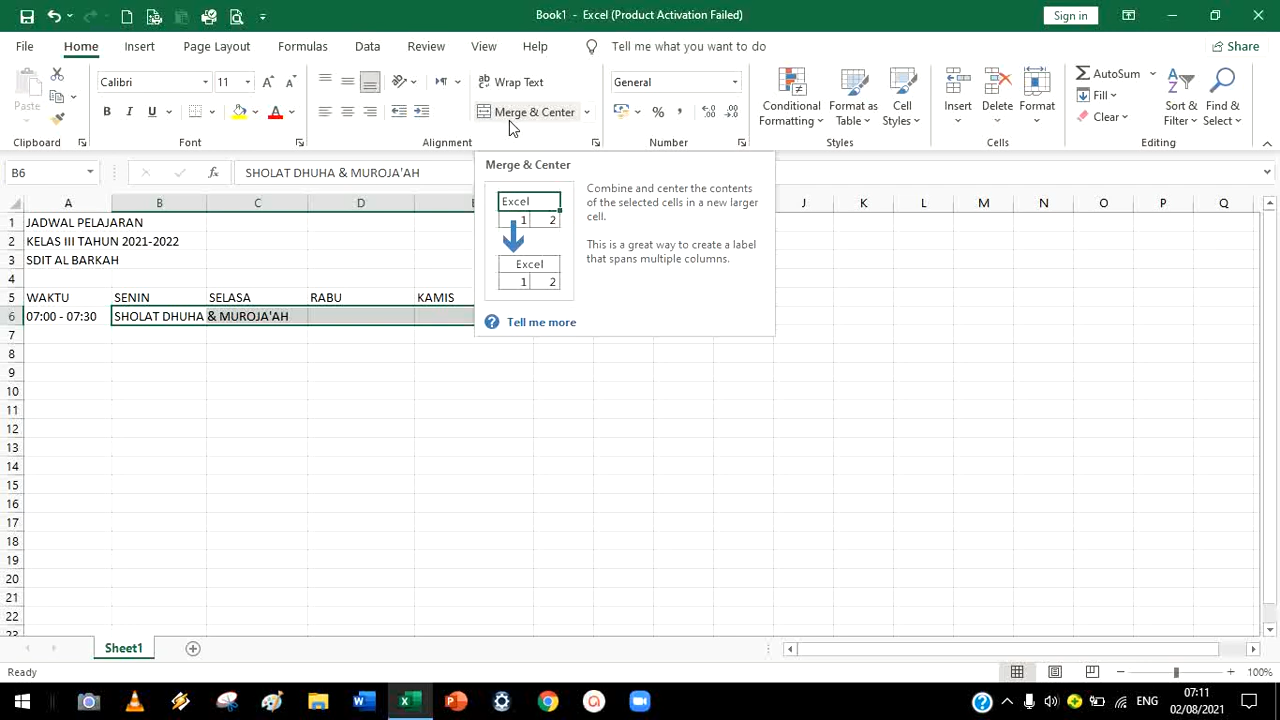 Book1 - Excel (Product Activation Failed)
Sign in
File Home Insert Page Layout Formulas Data Review View Help Tell me what you want to do Share
Paste
Calibri 11
B I U
Wrap Text
Merge & Center
General
Conditional Formatting
Format as Table
Cell Styles
Insert
Delete
Format
AutoSum
Fill
Clear
Sort & Filter
Find & Select
Clipboard Font Alignment Number Styles Cells Editing
B6 fx SHOLAT DHUHA & MUROJA'AH
Merge & Center
Excel
1 2
Excel
1 2
Combine and center the contents
of the selected cells in a new larger
cell.
This is a great way to create a label
that spans multiple columns.
Tell me more
A B C D J K L M N O P Q
1 JADWAL PELAJARAN
2 KELAS III TAHUN 2021-2022
3 SDIT AL BARKAH
4
5 WAKTU SENIN SELASA RABU KAMIS
6 07:00 - 07:30 SHOLAT DHUHA & MUROJA'AH
7
8
9
10
11
12
13
14
15
16
17
18
19
20
21
22
23
Sheet1
Ready
100%
ENG
07:11
02/08/2021